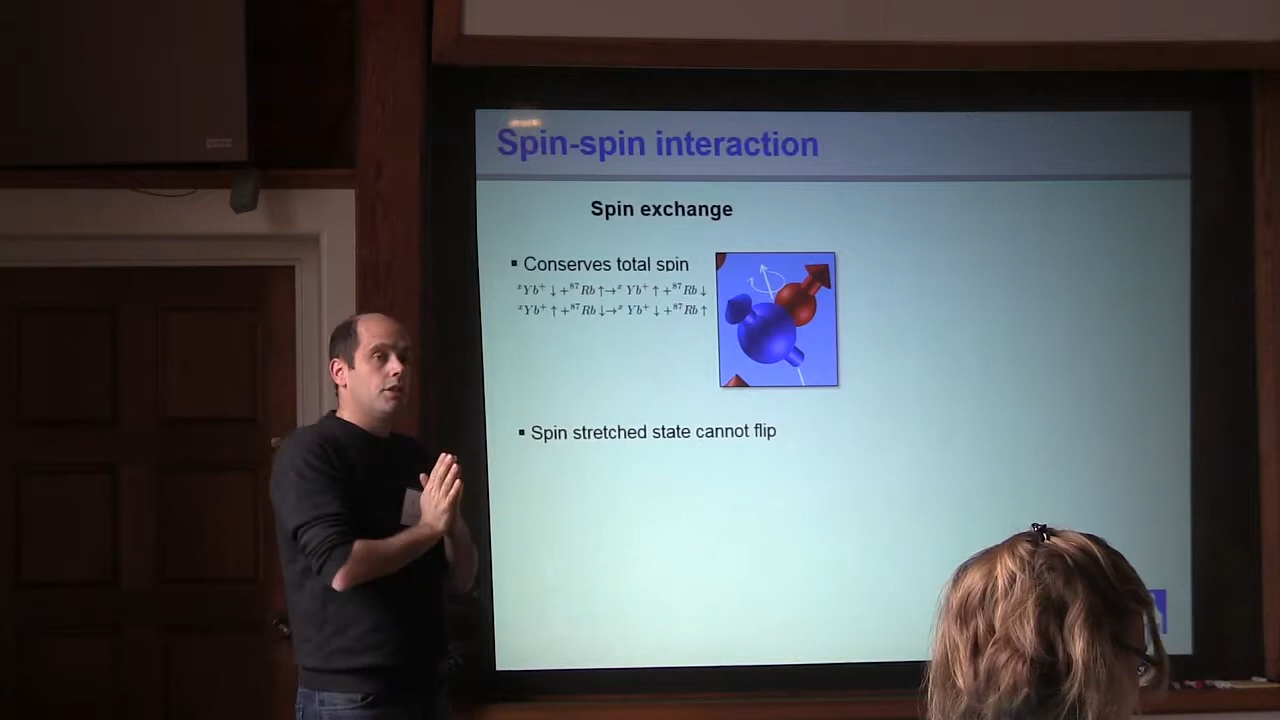 Spin-spin interaction
Spin exchange
▪ Conserves total spin
ˣYb⁺ ↓ +⁸⁷Rb ↑→ˣ Yb⁺ ↑ +⁸⁷Rb ↓
ˣYb⁺ ↑ +⁸⁷Rb ↓→ˣ Yb⁺ ↓ +⁸⁷Rb ↑
▪ Spin stretched state cannot flip